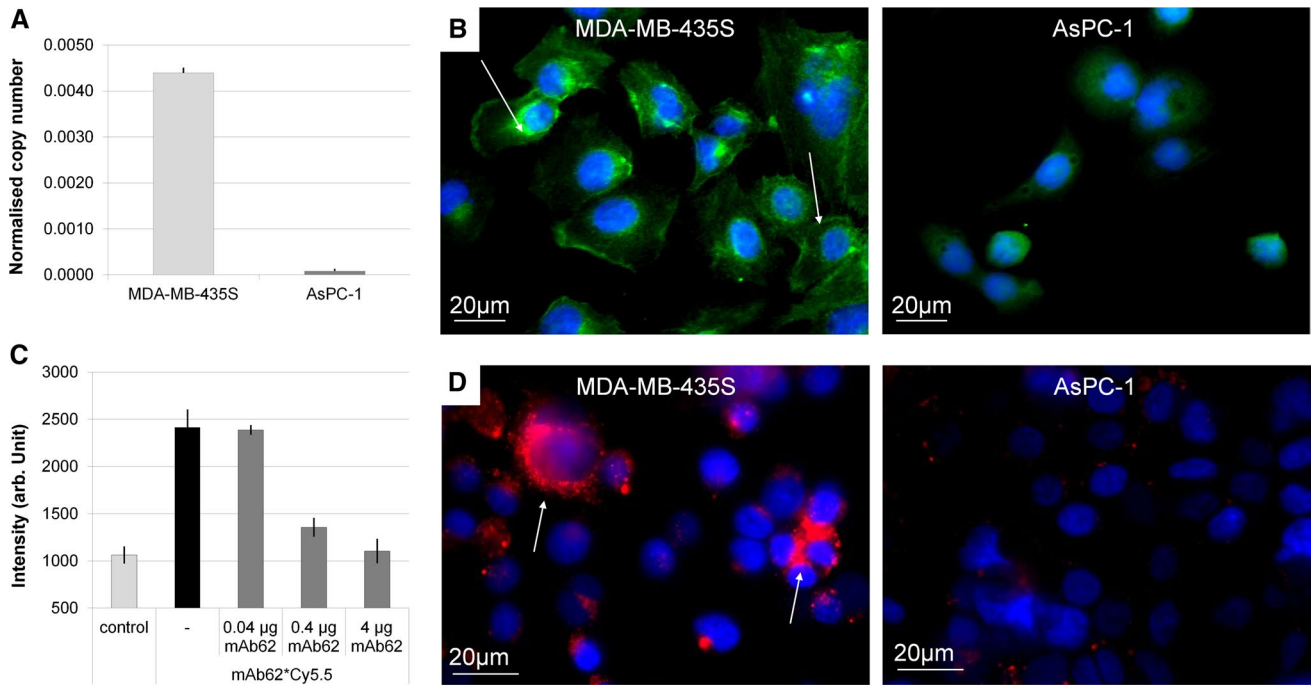 A
Normalised copy number
0.0050
0.0040
0.0030
0.0020
0.0010
0.0000
MDA-MB-435S AsPC-1
B
MDA-MB-435S
20µm
AsPC-1
20µm
C
Intensity (arb. Unit)
3000
2500
2000
1500
1000
500
control - 0.04 µg 0.4 µg 4 µg
mAb62 mAb62 mAb62
mAb62*Cy5.5
D
MDA-MB-435S
20µm
AsPC-1
20µm